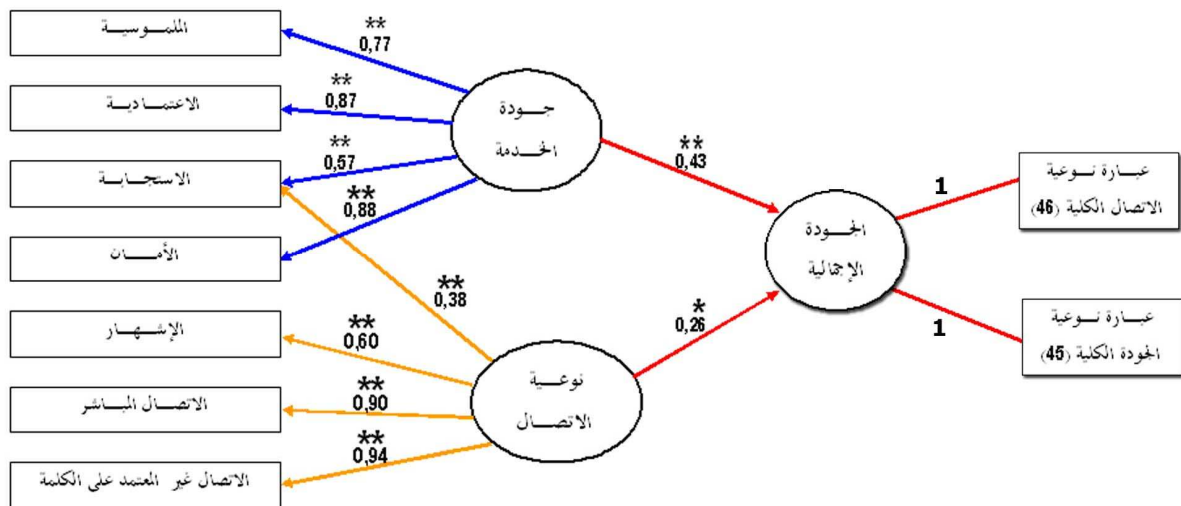 الملموسية
**
0,77
الاعتمادية
**
0,87
الاستجابة
**
0,57
الأمان
**
0,88
**
0,38
الإشهار
**
0,60
الاتصال المباشر
**
0,90
الاتصال غير المعتمد على الكلمة
**
0,94
جودة
الخدمة
نوعية
الاتصال
**
0,43
*
0,26
الجودة
الإجمالية
1
1
عبارة نوعية
الاتصال الكلية (46)
عبارة نوعية
الجودة الكلية (45)